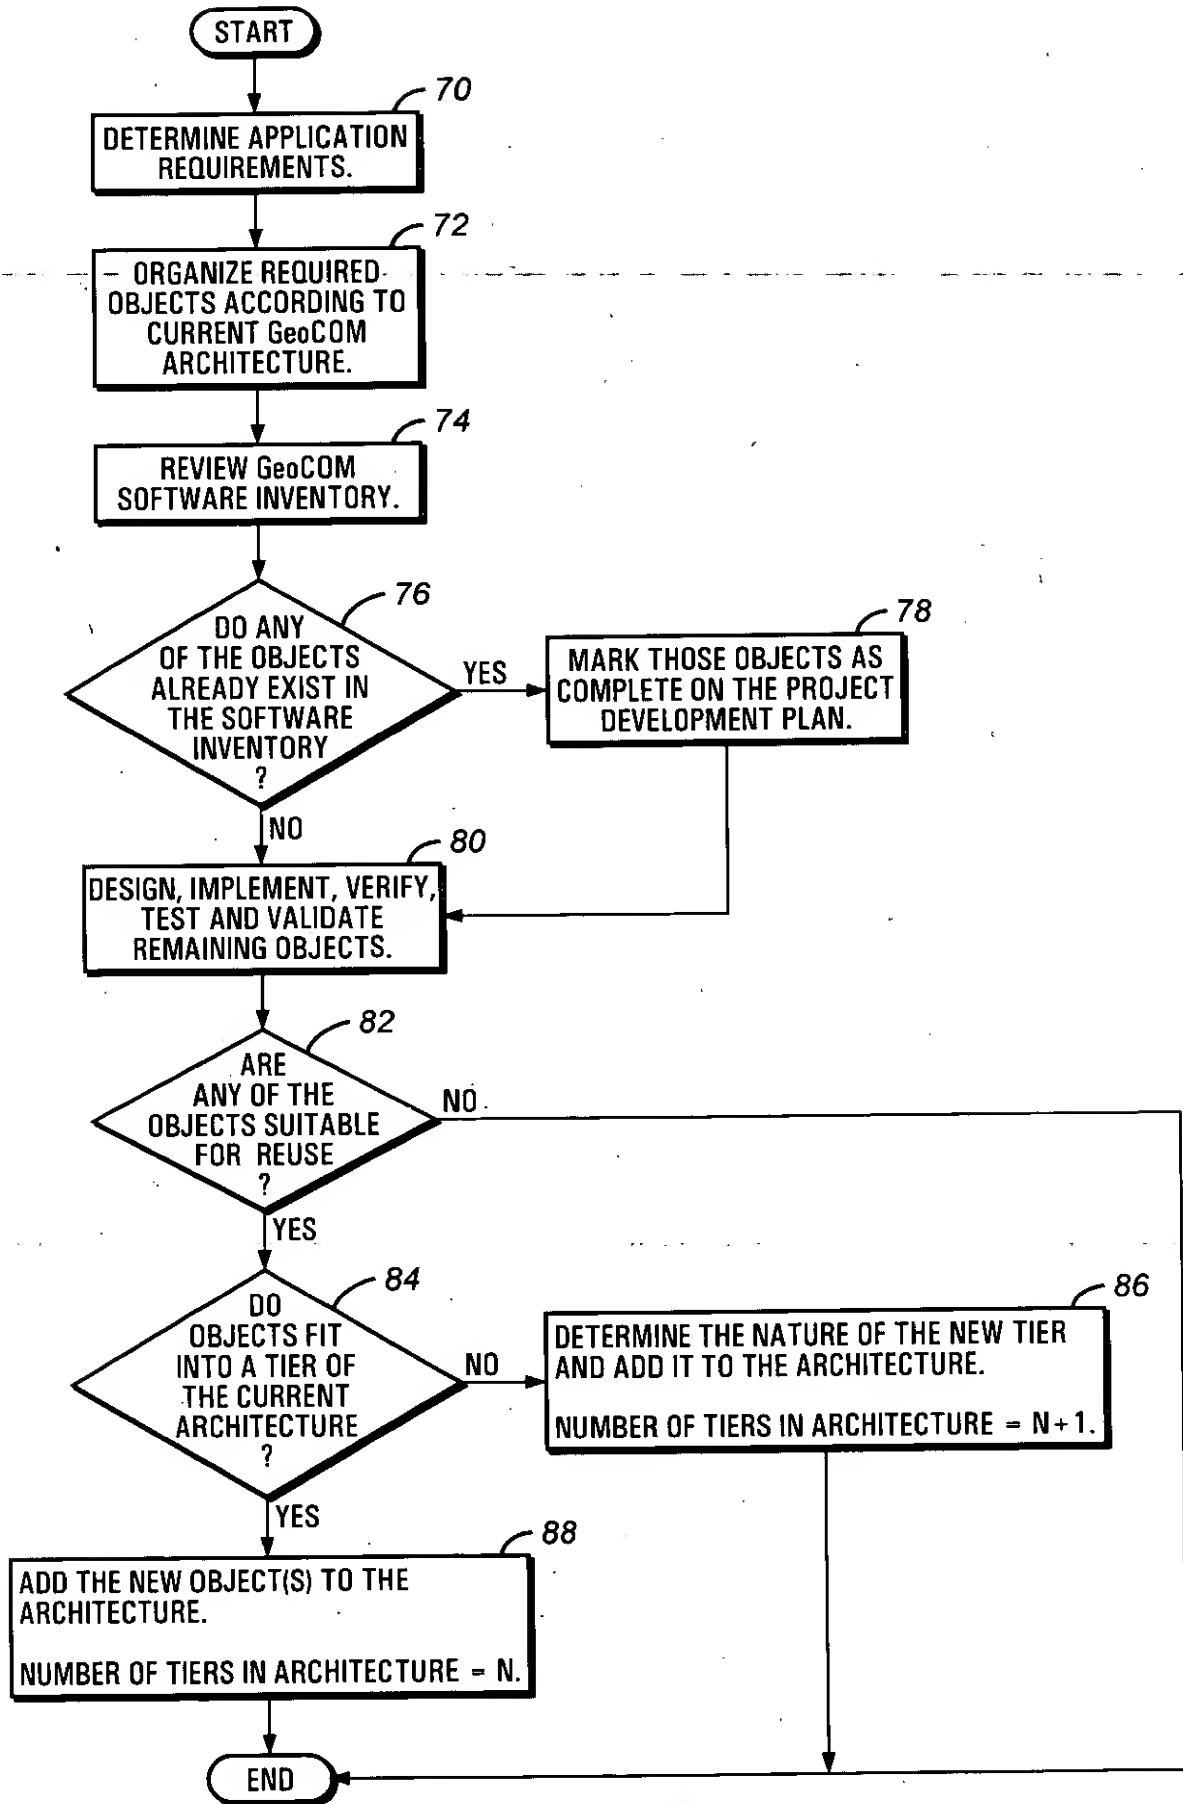 START
70
DETERMINE APPLICATION
REQUIREMENTS.
72
ORGANIZE REQUIRED
OBJECTS ACCORDING TO
CURRENT GeoCOM
ARCHITECTURE.
74
REVIEW GeoCOM
SOFTWARE INVENTORY.
76
DO ANY
OF THE OBJECTS
ALREADY EXIST IN
THE SOFTWARE
INVENTORY
?
YES
78
MARK THOSE OBJECTS AS
COMPLETE ON THE PROJECT
DEVELOPMENT PLAN.
NO
80
DESIGN, IMPLEMENT, VERIFY,
TEST AND VALIDATE
REMAINING OBJECTS.
82
ARE
ANY OF THE
OBJECTS SUITABLE
FOR REUSE
?
NO
YES
84
DO
OBJECTS FIT
INTO A TIER OF
THE CURRENT
ARCHITECTURE
?
NO
86
DETERMINE THE NATURE OF THE NEW TIER
AND ADD IT TO THE ARCHITECTURE.
NUMBER OF TIERS IN ARCHITECTURE = N+1.
YES
88
ADD THE NEW OBJECT(S) TO THE
ARCHITECTURE.
NUMBER OF TIERS IN ARCHITECTURE = N.
END